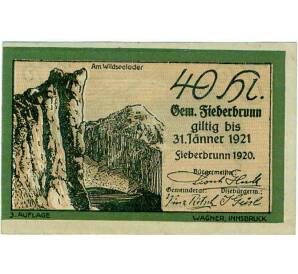 Am Wildseeloder
40 hl.
Gem. Fieberbrunn
giltig bis
31. Jänner 1921
Fieberbrunn 1920.
Bürgermeister:
Gemeinderat: Vizebürgerm.:
3. AUFLAGE
WAGNER, INNSBRUCK